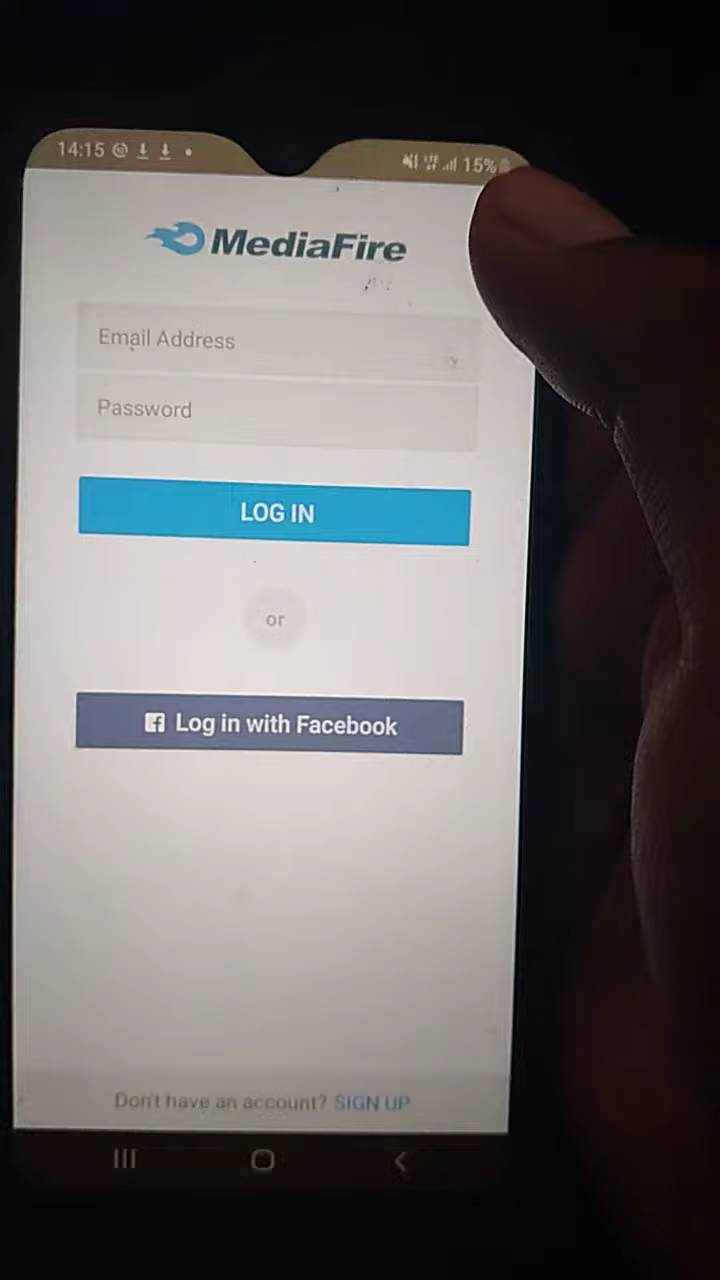 14:15 15%
MediaFire
Email Address
Password
LOG IN
or
Log in with Facebook
Don't have an account? SIGN UP